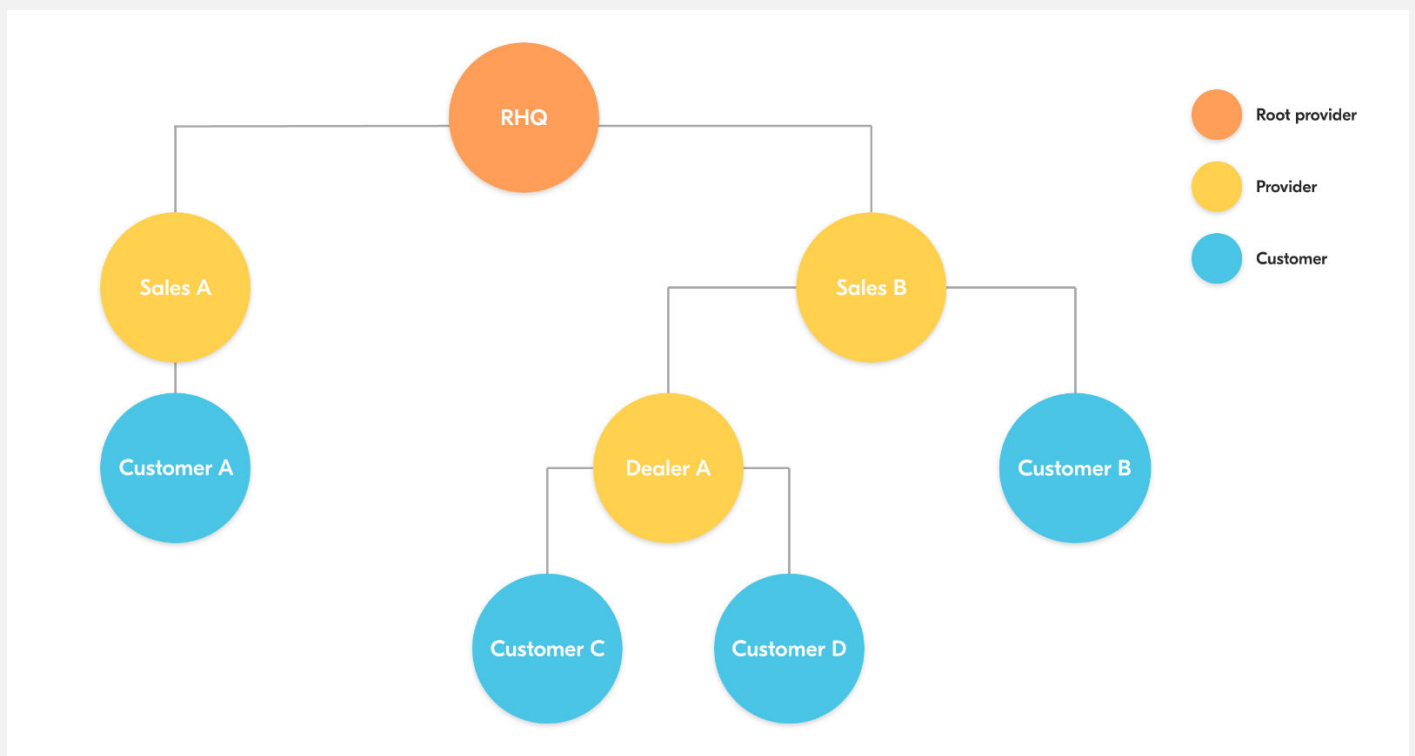 RHQ
Root provider
Provider
Customer
Sales A
Sales B
Customer A
Dealer A
Customer B
Customer C
Customer D